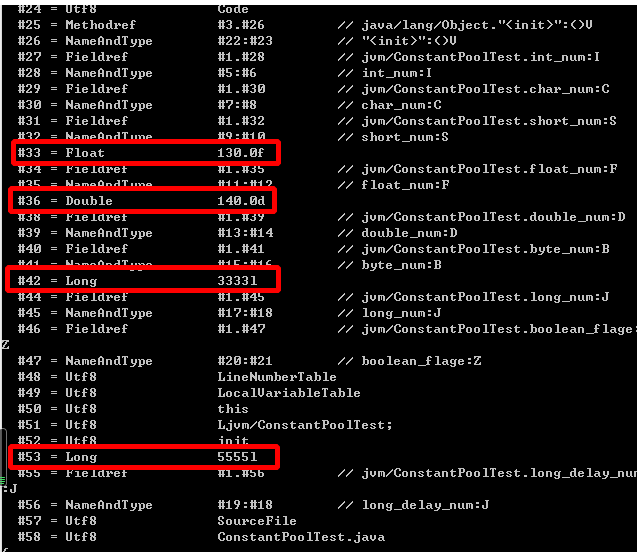 #24 = Utf8 Code
#25 = Methodref #3.#26 // java/lang/Object."<init>":()V
#26 = NameAndType #22:#23 // "<init>":()V
#27 = Fieldref #1.#28 // jvm/ConstantPoolTest.int_num:I
#28 = NameAndType #5:#6 // int_num:I
#29 = Fieldref #1.#30 // jvm/ConstantPoolTest.char_num:C
#30 = NameAndType #7:#8 // char_num:C
#31 = Fieldref #1.#32 // jvm/ConstantPoolTest.short_num:S
#32 = NameAndType #9:#10 // short_num:S
#33 = Float 130.0f
#34 = Fieldref #1.#35 // jvm/ConstantPoolTest.float_num:F
#35 = NameAndType #11:#12 // float_num:F
#36 = Double 140.0d
#38 = Fieldref #1.#39 // jvm/ConstantPoolTest.double_num:D
#39 = NameAndType #13:#14 // double_num:D
#40 = Fieldref #1.#41 // jvm/ConstantPoolTest.byte_num:B
#41 = NameAndType #15:#16 // byte_num:B
#42 = Long 3333l
#44 = Fieldref #1.#45 // jvm/ConstantPoolTest.long_num:J
#45 = NameAndType #17:#18 // long_num:J
#46 = Fieldref #1.#47 // jvm/ConstantPoolTest.boolean_flage:
Z
#47 = NameAndType #20:#21 // boolean_flage:Z
#48 = Utf8 LineNumberTable
#49 = Utf8 LocalVariableTable
#50 = Utf8 this
#51 = Utf8 Ljvm/ConstantPoolTest;
#52 = Utf8 init
#53 = Long 5555l
#55 = Fieldref #1.#56 // jvm/ConstantPoolTest.long_delay_num
:J
#56 = NameAndType #19:#18 // long_delay_num:J
#57 = Utf8 SourceFile
#58 = Utf8 ConstantPoolTest.java
{